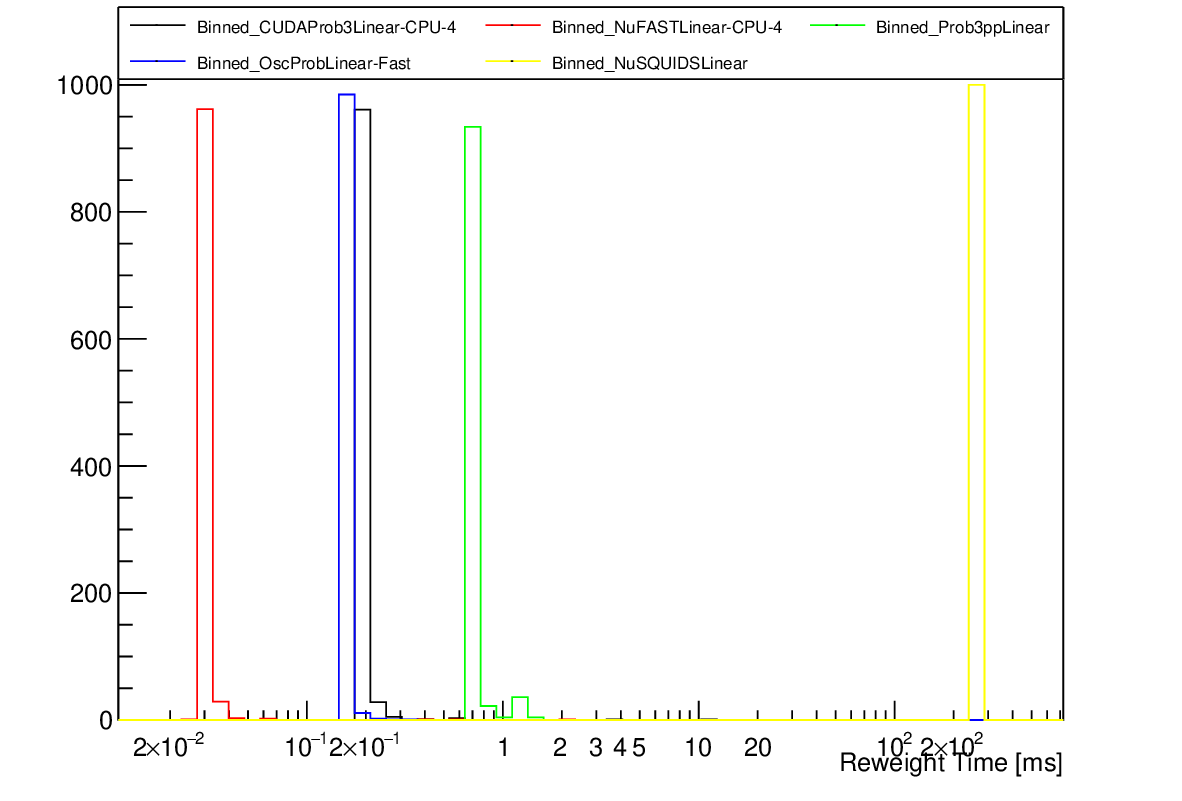 Binned_CUDAProb3Linear-CPU-4 Binned_NuFASTLinear-CPU-4 Binned_Prob3ppLinear
Binned_OscProbLinear-Fast Binned_NuSQUIDSLinear
1000
800
600
400
200
0
2×10⁻² 10⁻¹ 2×10⁻¹ 1 2 3 4 5 10 20 10² 2×10²
Reweight Time [ms]